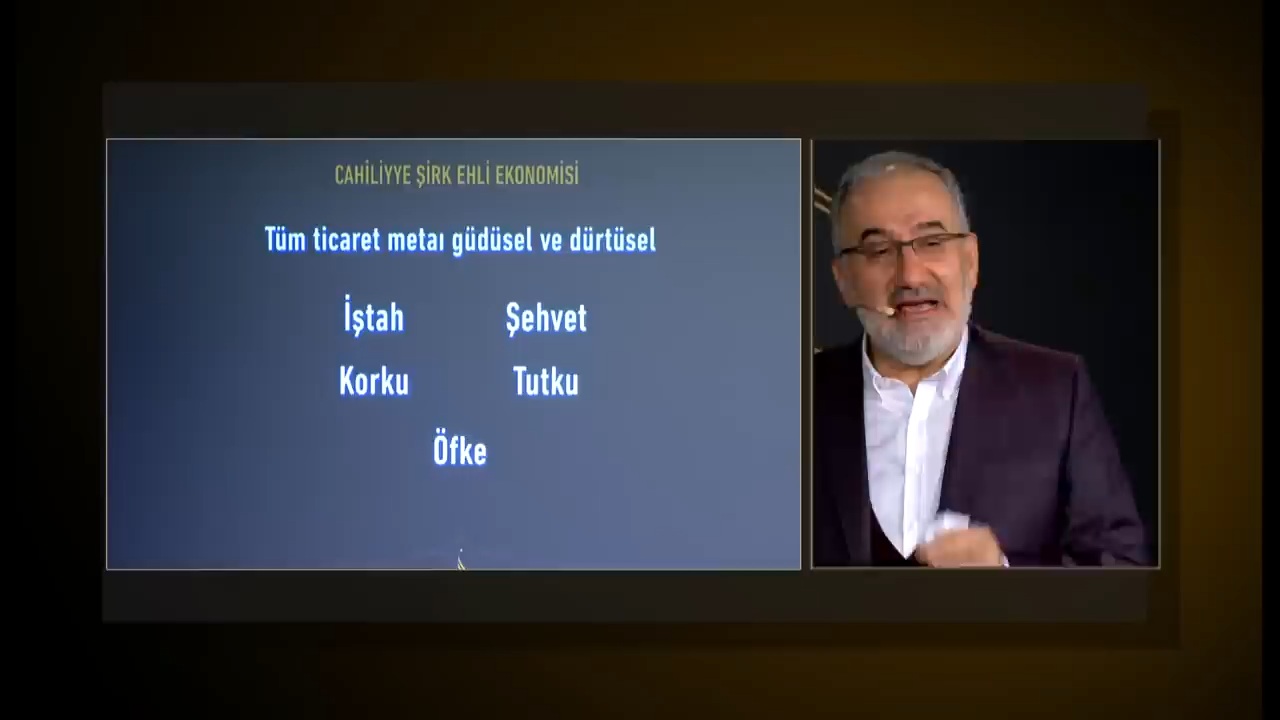 CAHİLİYYE ŞİRK EHLİ EKONOMİSİ
Tüm ticaret metaı güdüsel ve dürtüsel
İştah Şehvet
Korku Tutku
Öfke